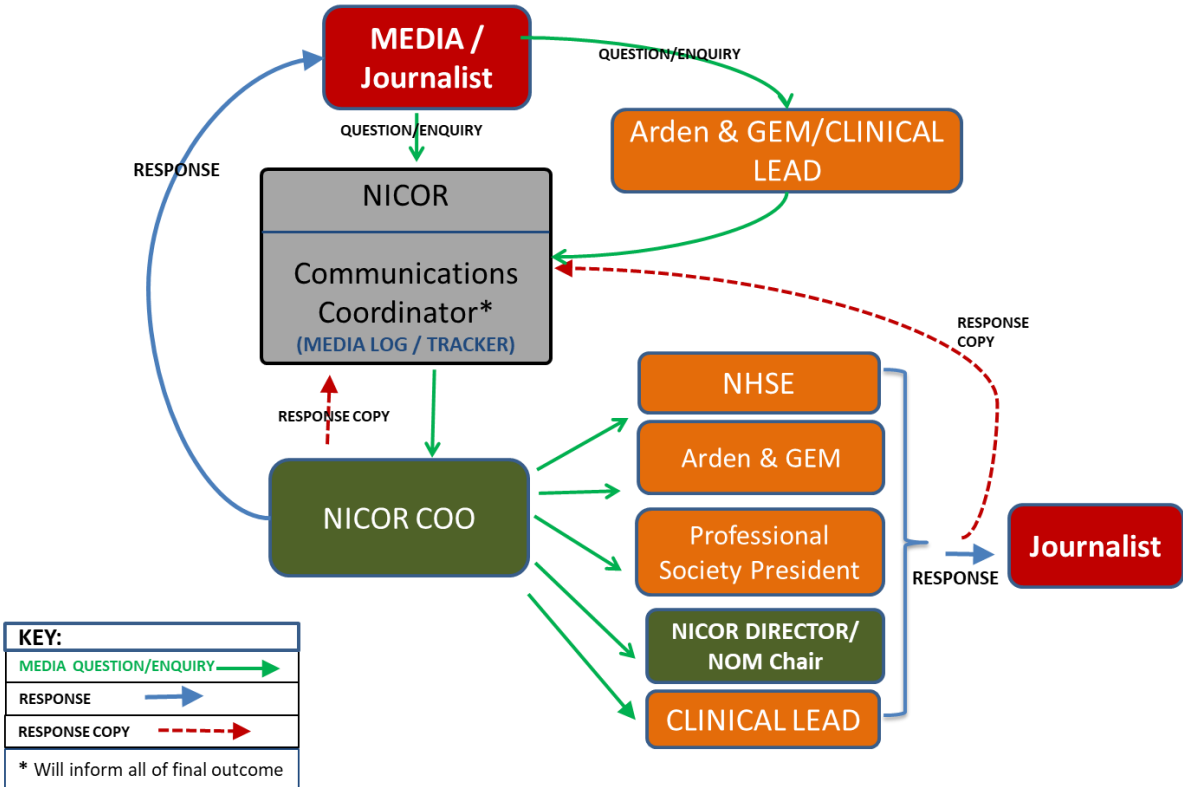 MEDIA /
Journalist
QUESTION/ENQUIRY
QUESTION/ENQUIRY
Arden & GEM/CLINICAL
LEAD
RESPONSE
NICOR
Communications
Coordinator*
(MEDIA LOG / TRACKER)
RESPONSE
COPY
RESPONSE COPY
NHSE
Arden & GEM
NICOR COO
Professional
Society President
Journalist
RESPONSE
NICOR DIRECTOR/
NOM Chair
CLINICAL LEAD
KEY:
MEDIA QUESTION/ENQUIRY
RESPONSE
RESPONSE COPY
* Will inform all of final outcome